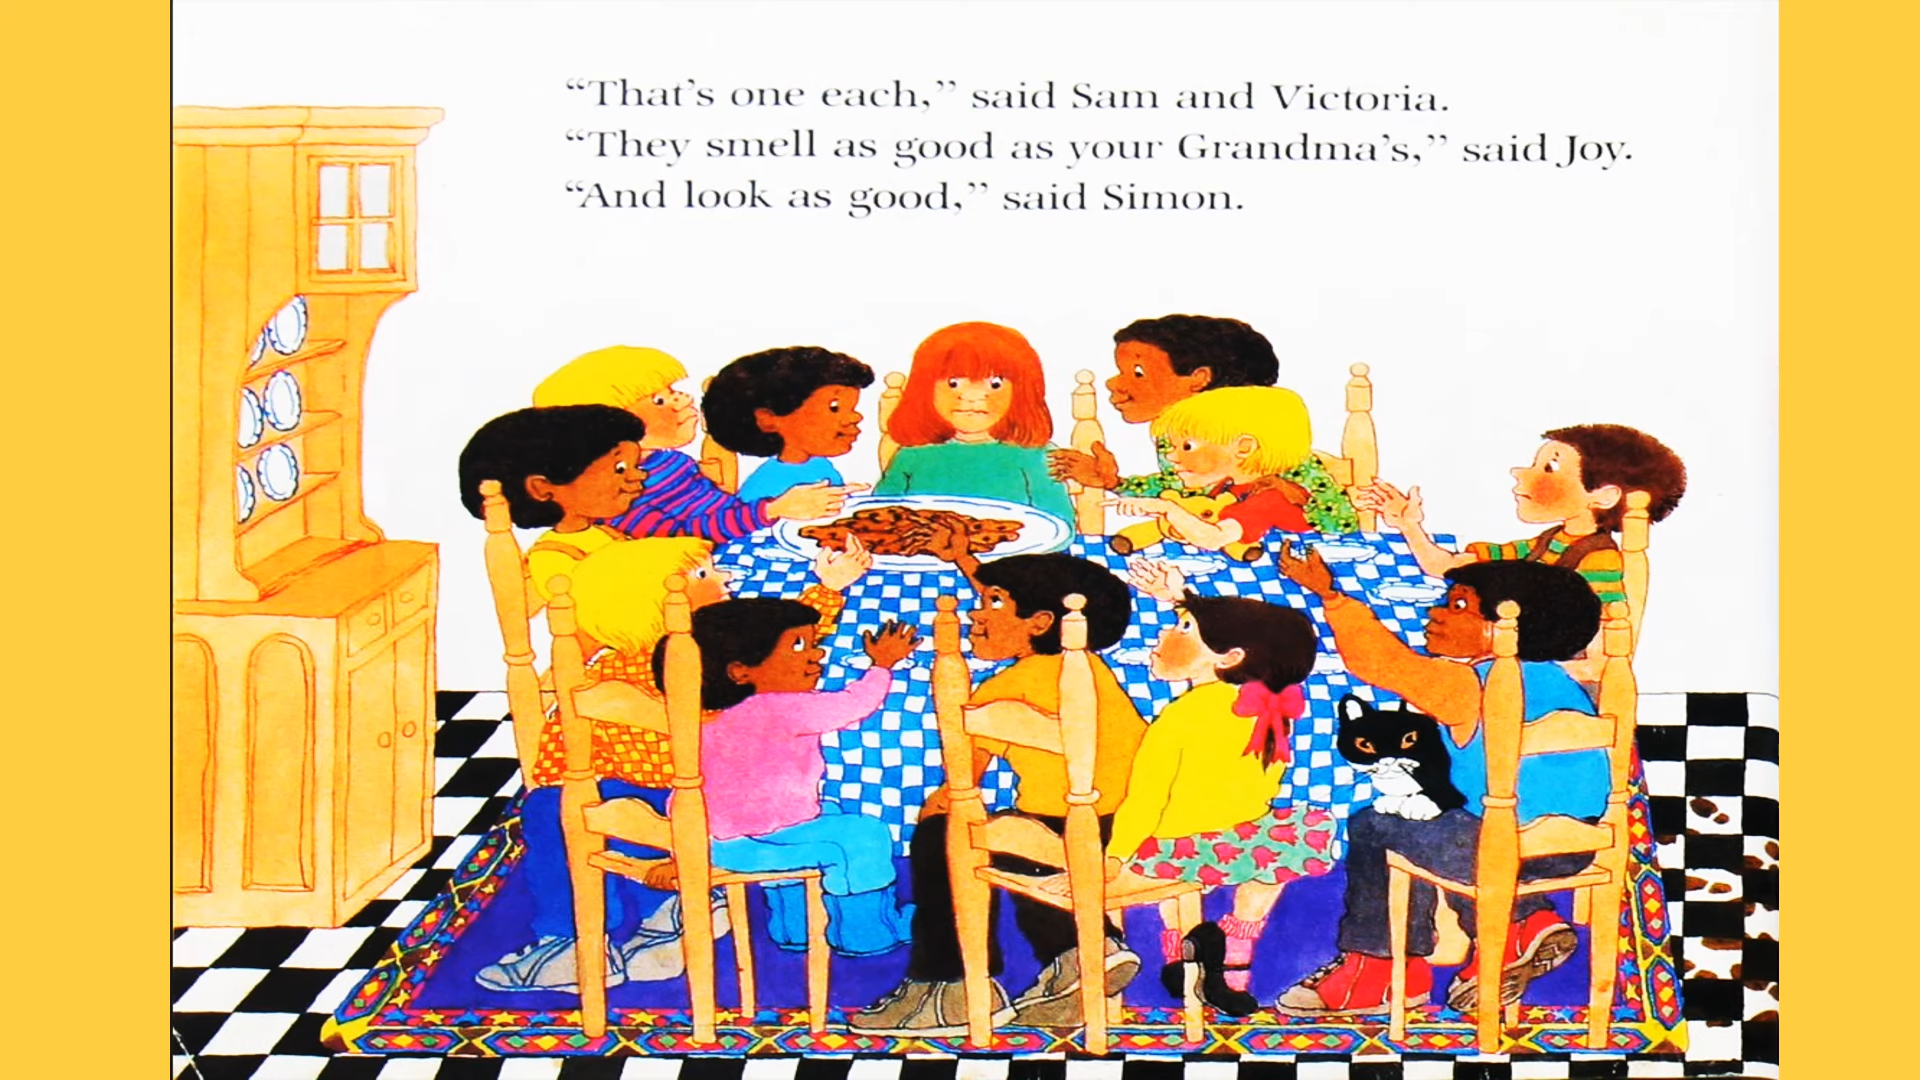 “That’s one each,” said Sam and Victoria.
“They smell as good as your Grandma’s,” said Joy.
“And look as good,” said Simon.